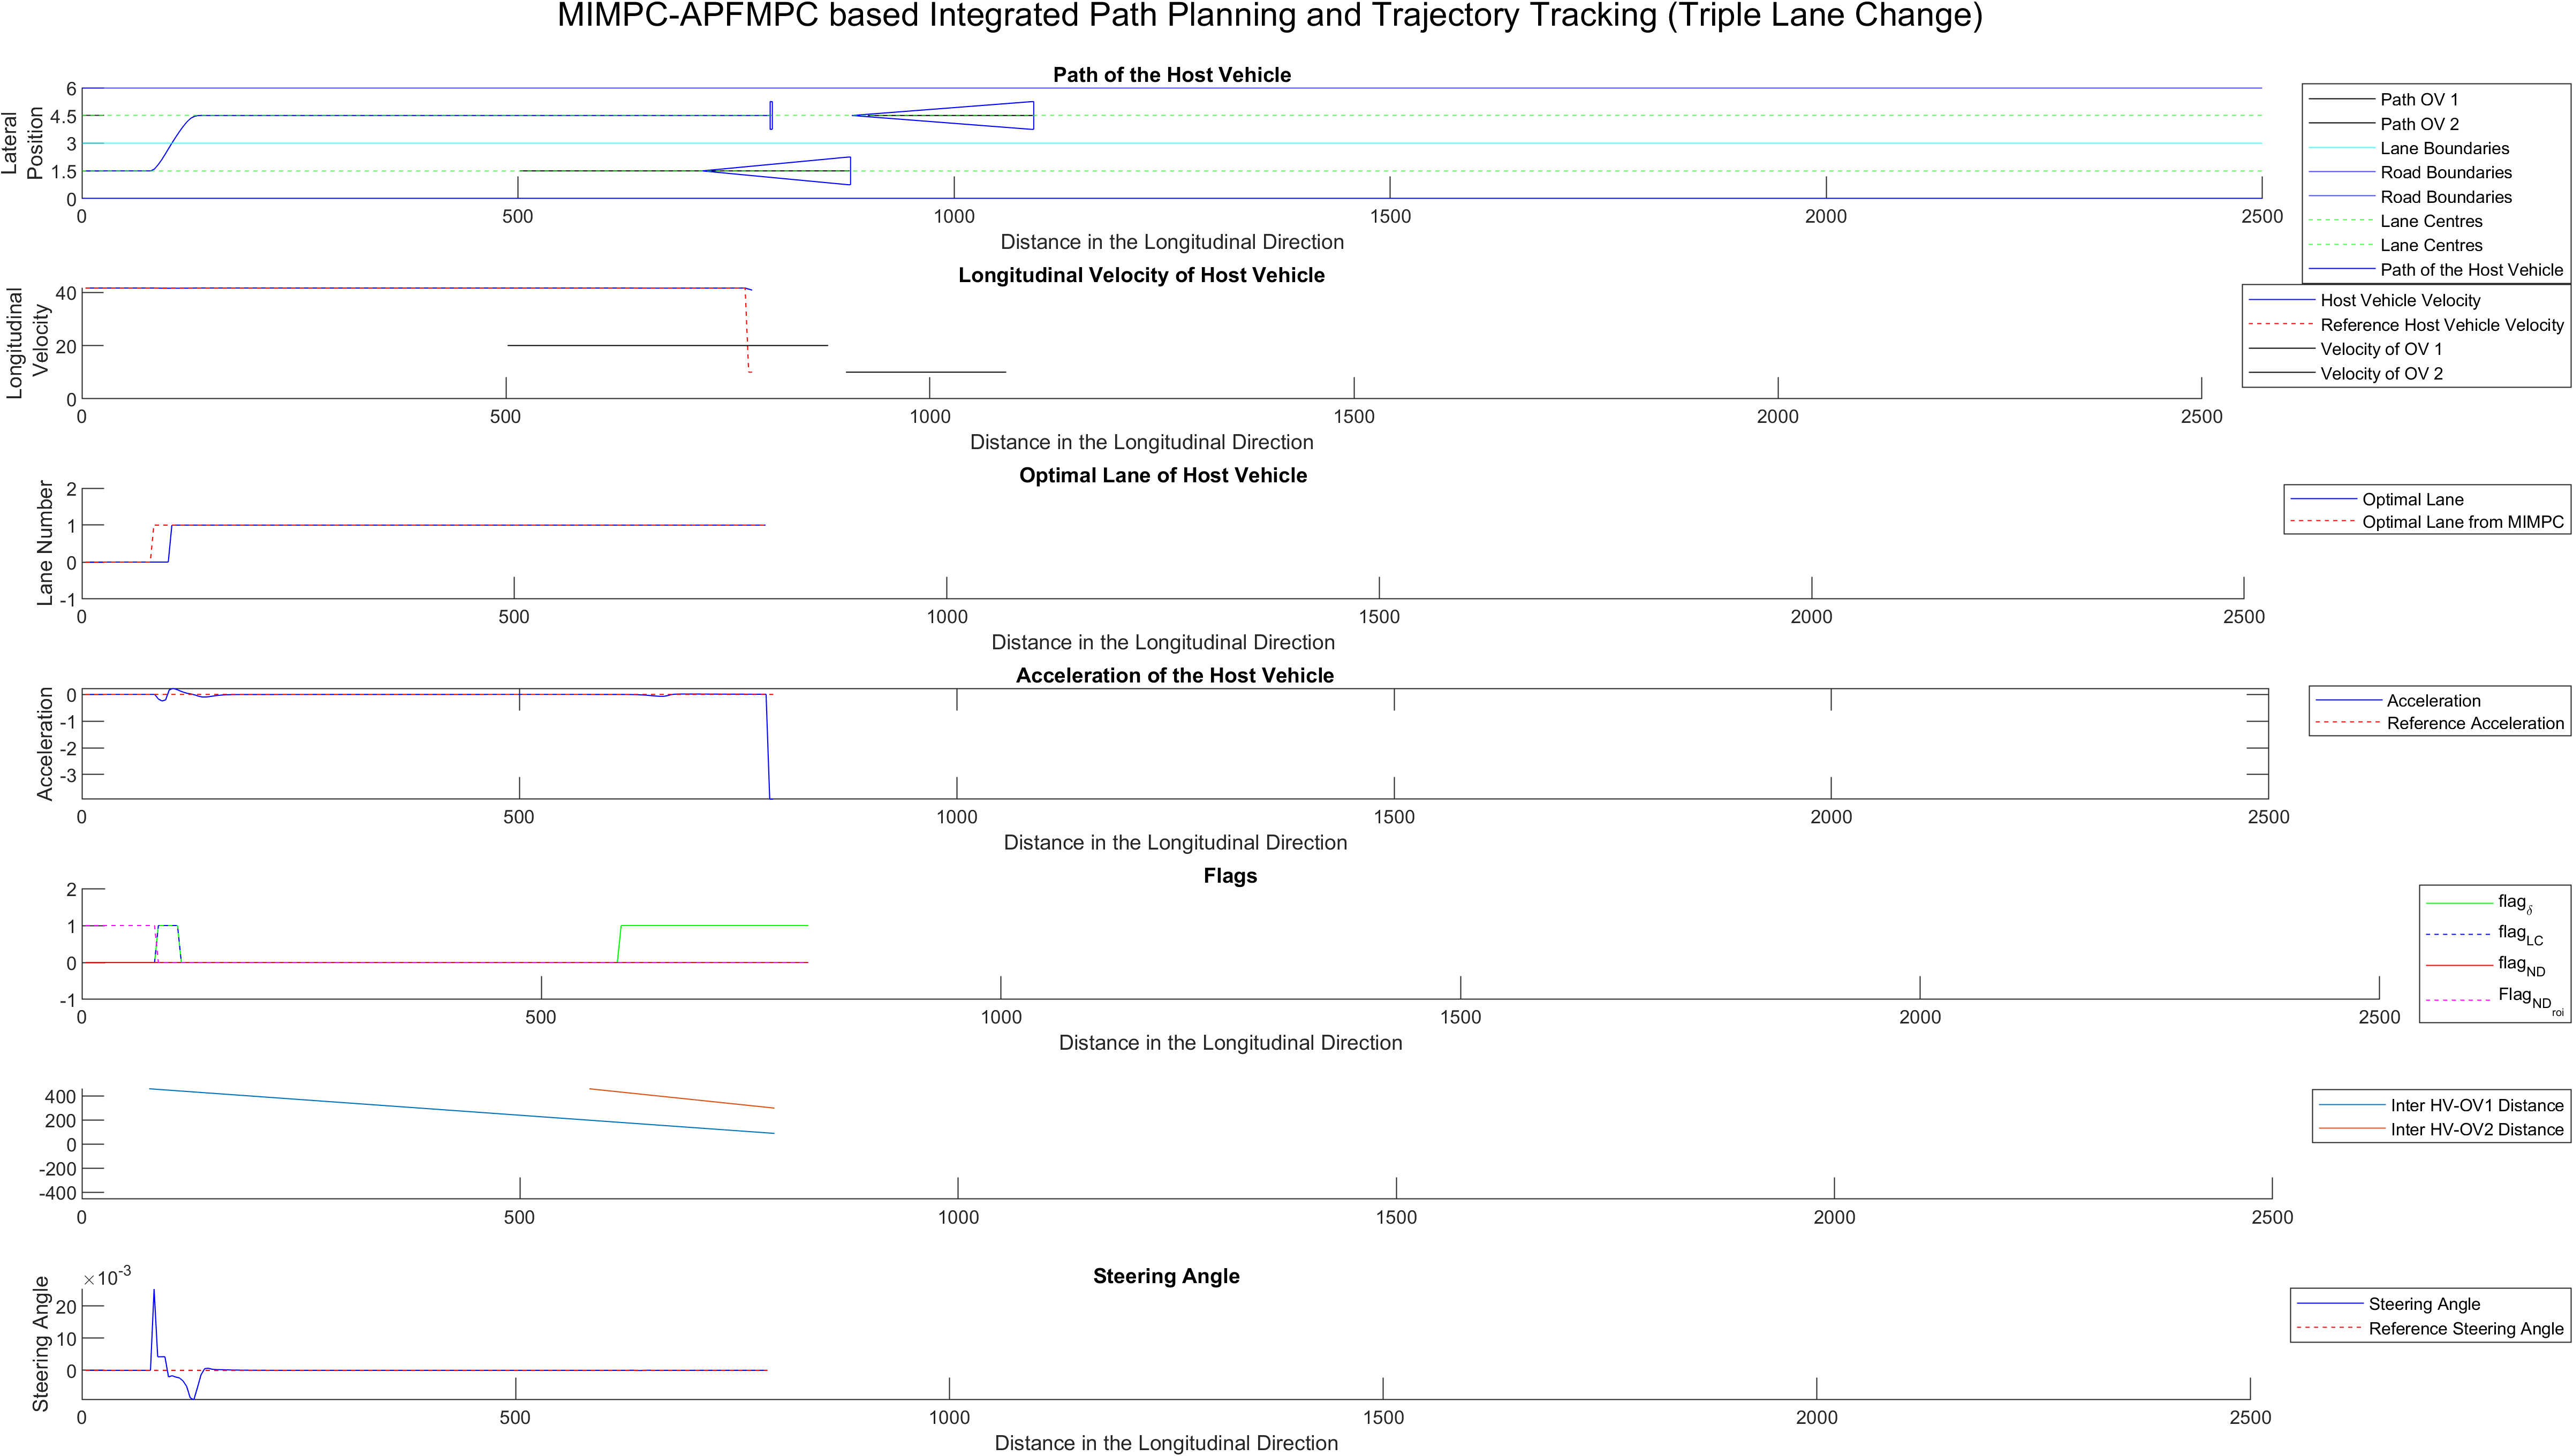 MIMPC-APFMPC based Integrated Path Planning and Trajectory Tracking (Triple Lane Change)
Path of the Host Vehicle
Lateral
Position
6
4.5
3
1.5
0
0 500 1000 1500 2000 2500
Distance in the Longitudinal Direction
Path OV 1
Path OV 2
Lane Boundaries
Road Boundaries
Road Boundaries
Lane Centres
Lane Centres
Path of the Host Vehicle
Longitudinal Velocity of Host Vehicle
Longitudinal
Velocity
40
20
0
0 500 1000 1500 2000 2500
Distance in the Longitudinal Direction
Host Vehicle Velocity
Reference Host Vehicle Velocity
Velocity of OV 1
Velocity of OV 2
Optimal Lane of Host Vehicle
Lane Number
2
1
0
-1
0 500 1000 1500 2000 2500
Distance in the Longitudinal Direction
Optimal Lane
Optimal Lane from MIMPC
Acceleration of the Host Vehicle
Acceleration
0
-1
-2
-3
0 500 1000 1500 2000 2500
Distance in the Longitudinal Direction
Acceleration
Reference Acceleration
Flags
2
1
0
-1
0 500 1000 1500 2000 2500
Distance in the Longitudinal Direction
flag δ
flag LC
flag ND
Flag ND roi
400
200
0
-200
-400
0 500 1000 1500 2000 2500
Inter HV-OV1 Distance
Inter HV-OV2 Distance
Steering Angle
Steering Angle
×10-3
20
10
0
0 500 1000 1500 2000 2500
Distance in the Longitudinal Direction
Steering Angle
Reference Steering Angle